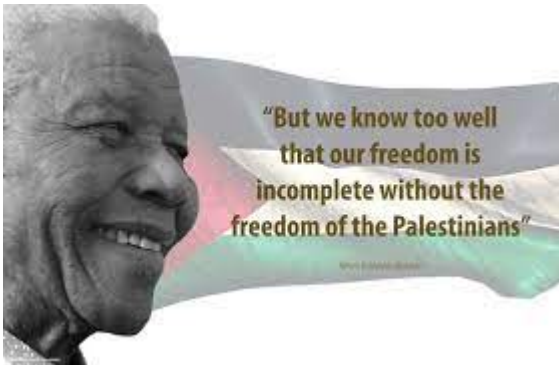 “But we know too well
that our freedom is
incomplete without the
freedom of the Palestinians”